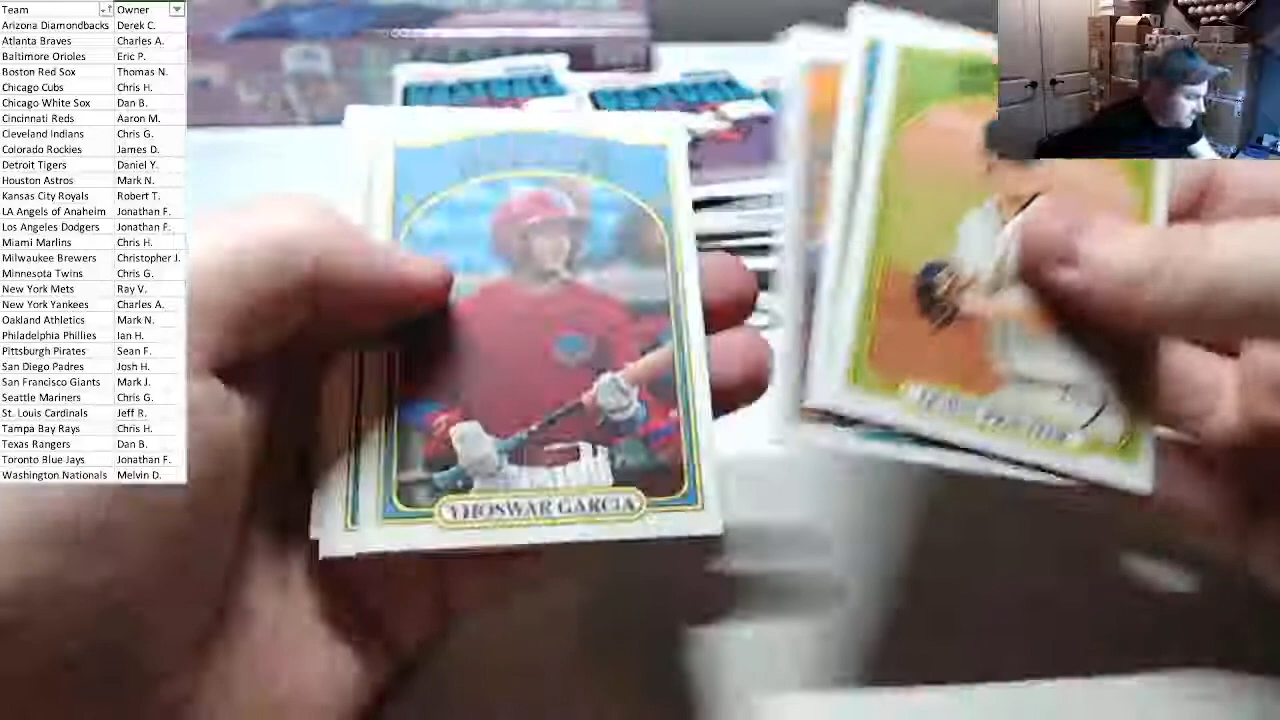 Team Owner
Arizona Diamondbacks Derek C.
Atlanta Braves Charles A.
Baltimore Orioles Eric P.
Boston Red Sox Thomas N.
Chicago Cubs Chris H.
Chicago White Sox Dan B.
Cincinnati Reds Aaron M.
Cleveland Indians Chris G.
Colorado Rockies James D.
Detroit Tigers Daniel Y.
Houston Astros Mark N.
Kansas City Royals Robert T.
LA Angels of Anaheim Jonathan F.
Los Angeles Dodgers Jonathan F.
Miami Marlins Chris H.
Milwaukee Brewers Christopher J.
Minnesota Twins Chris G.
New York Mets Ray V.
New York Yankees Charles A.
Oakland Athletics Mark N.
Philadelphia Phillies Ian H.
Pittsburgh Pirates Sean F.
San Diego Padres Josh H.
San Francisco Giants Mark J.
Seattle Mariners Chris G.
St. Louis Cardinals Jeff R.
Tampa Bay Rays Chris H.
Texas Rangers Dan B.
Toronto Blue Jays Jonathan F.
Washington Nationals Melvin D.
YHOSWAR GARCIA